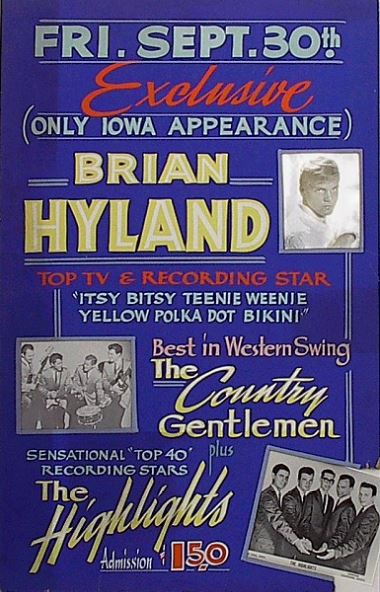 FRI. SEPT. 30th
Exclusive
(ONLY IOWA APPEARANCE)
BRIAN
HYLAND
TOP TV & RECORDING STAR
"ITSY BITSY TEENIE WEENIE
YELLOW POLKA DOT BIKINI"
Best in Western Swing
The Country
Gentlemen
plus
SENSATIONAL "TOP 40"
RECORDING STARS
The
Highlights
Admission $1.50
THE HIGHLIGHTS